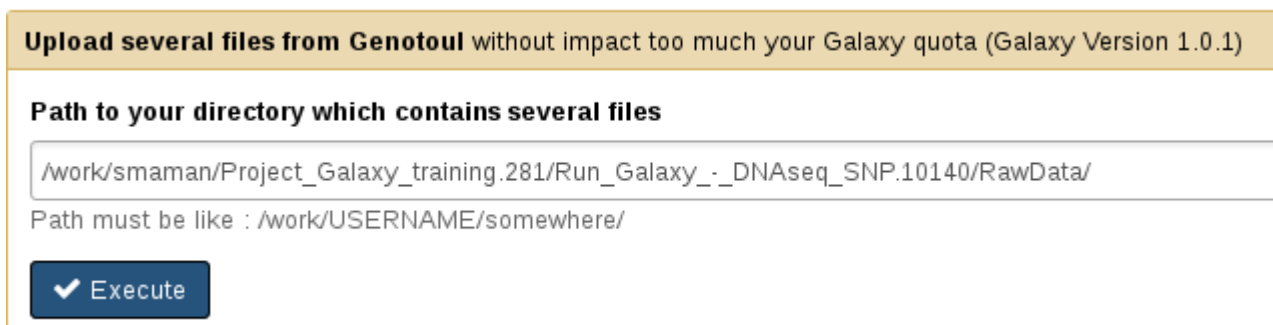 Upload several files from Genotoul without impact too much your Galaxy quota (Galaxy Version 1.0.1)
Path to your directory which contains several files
/work/smaman/Project_Galaxy_training.281/Run_Galaxy_-_DNAseq_SNP.10140/RawData/
Path must be like : /work/USERNAME/somewhere/
Execute